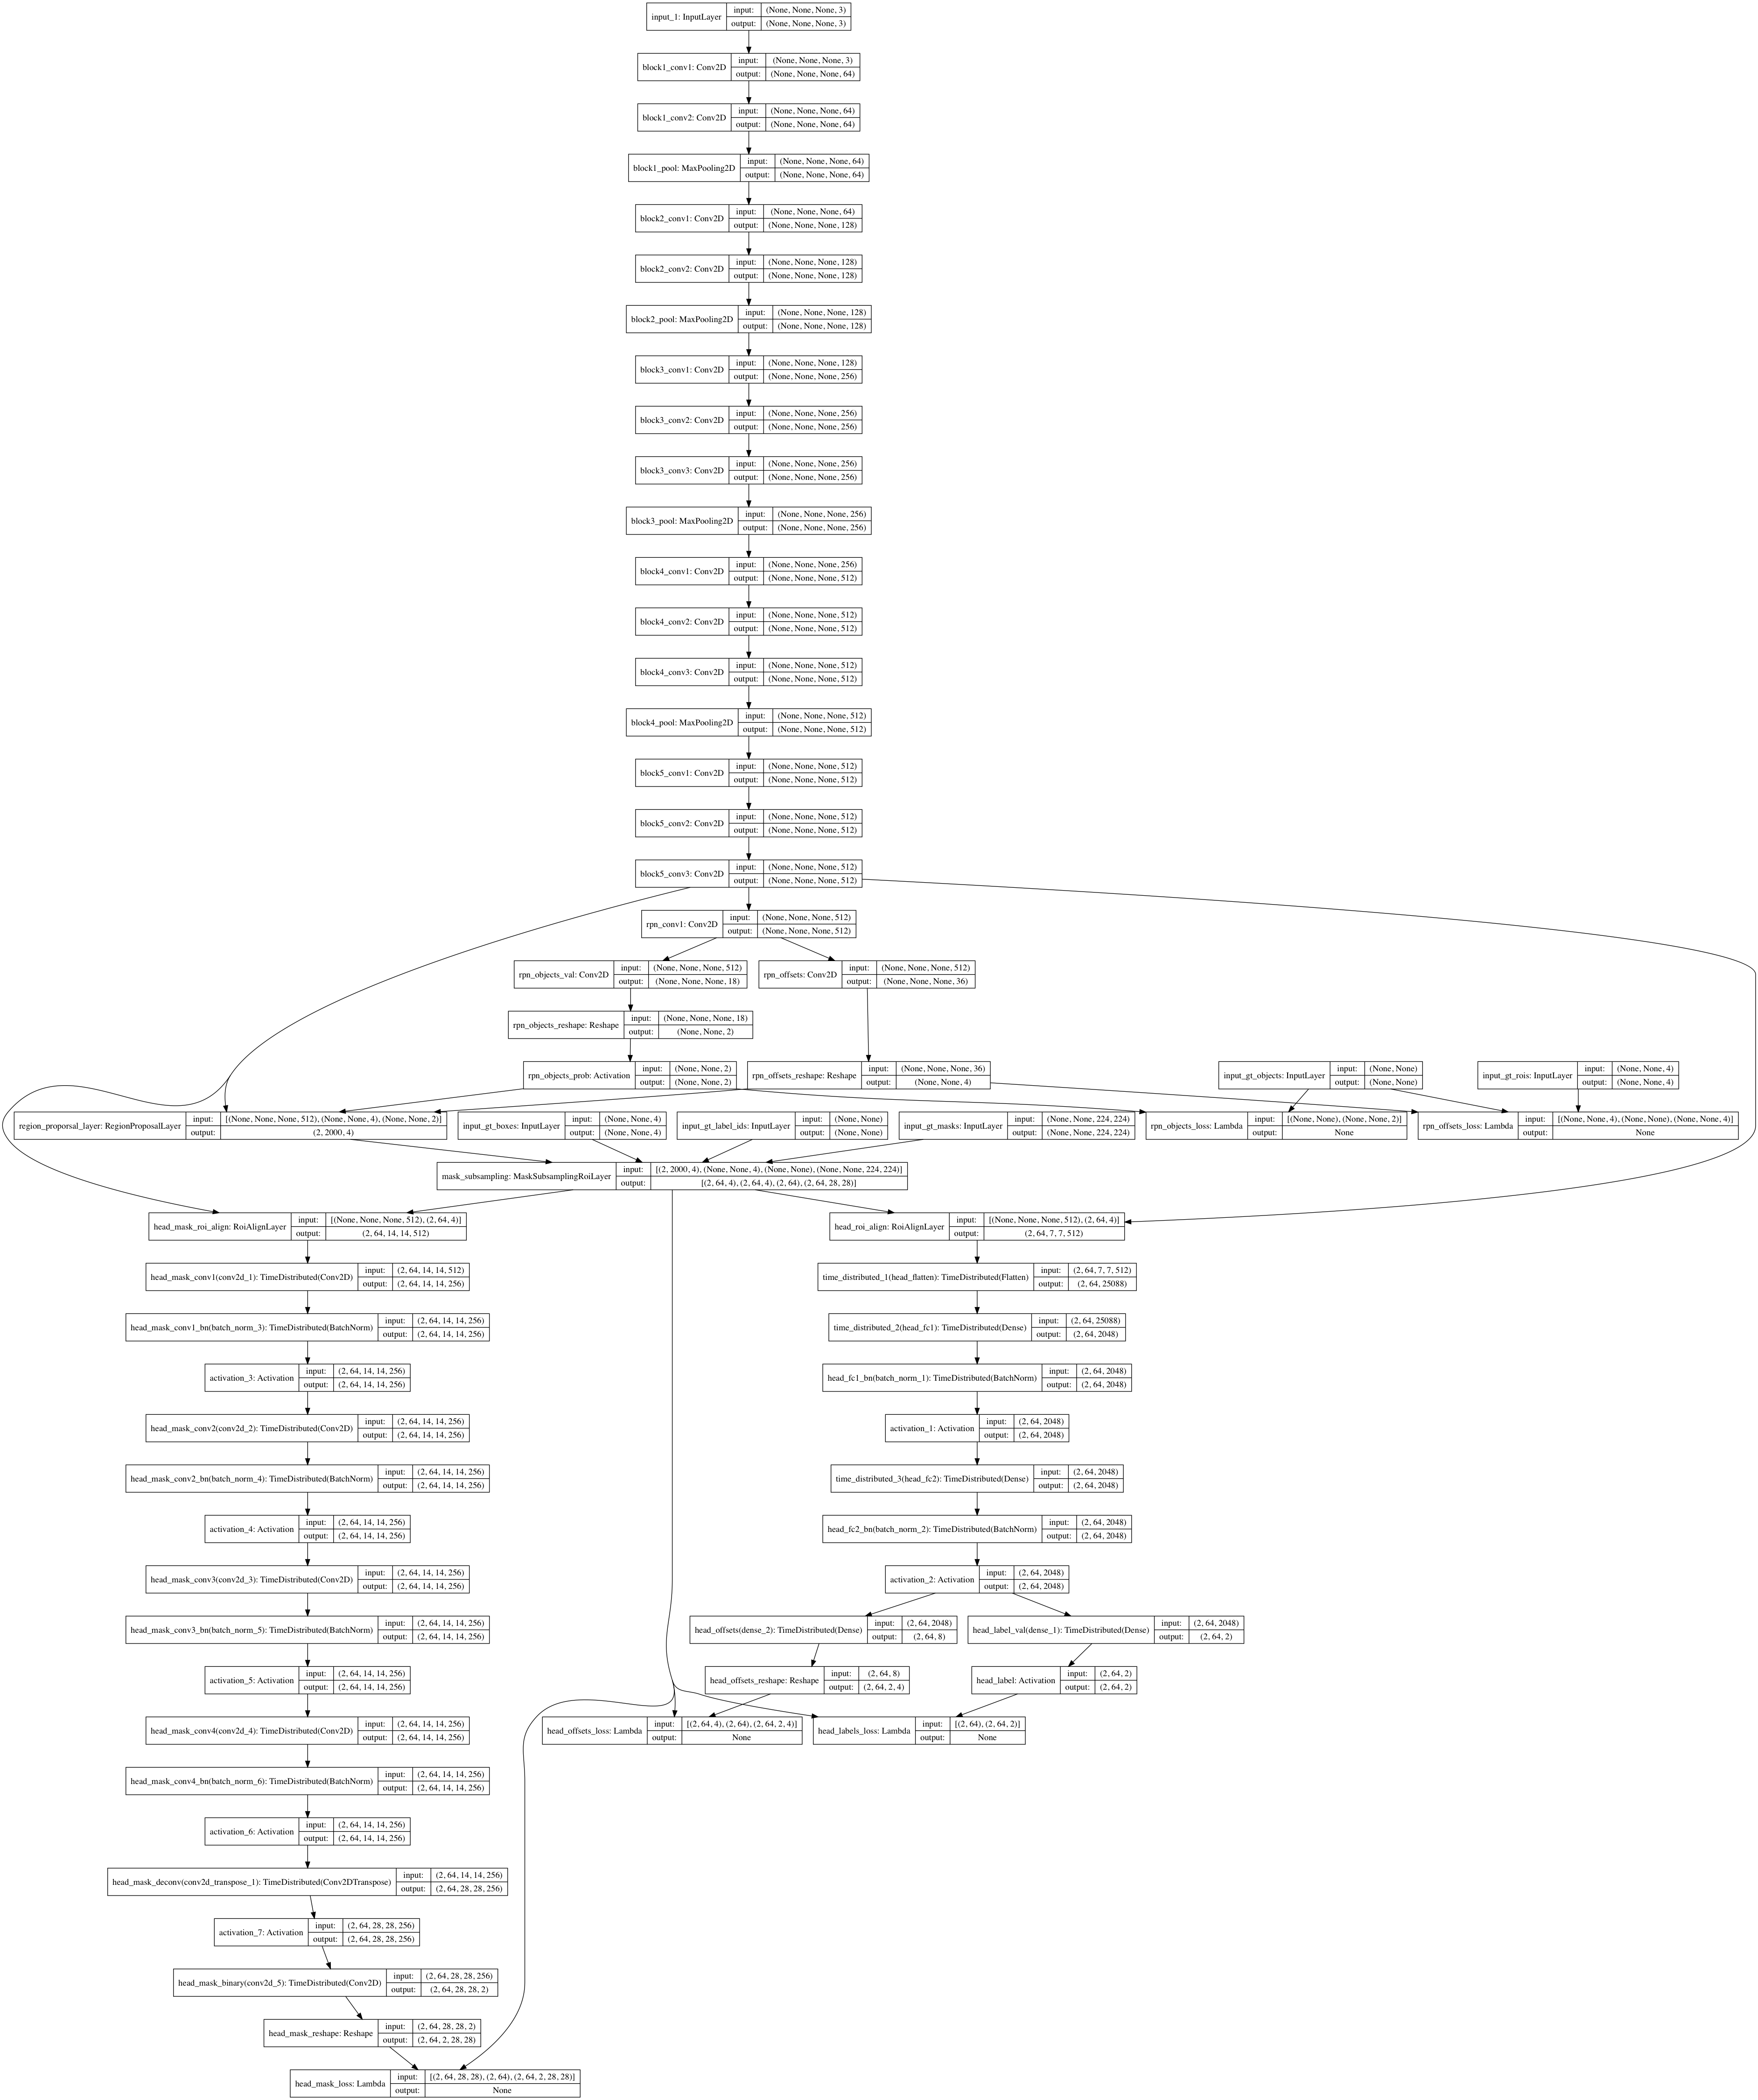 input_1: InputLayer input: (None, None, None, 3)
output: (None, None, None, 3)
block1_conv1: Conv2D input: (None, None, None, 3)
output: (None, None, None, 64)
block1_conv2: Conv2D input: (None, None, None, 64)
output: (None, None, None, 64)
block1_pool: MaxPooling2D input: (None, None, None, 64)
output: (None, None, None, 64)
block2_conv1: Conv2D input: (None, None, None, 64)
output: (None, None, None, 128)
block2_conv2: Conv2D input: (None, None, None, 128)
output: (None, None, None, 128)
block2_pool: MaxPooling2D input: (None, None, None, 128)
output: (None, None, None, 128)
block3_conv1: Conv2D input: (None, None, None, 128)
output: (None, None, None, 256)
block3_conv2: Conv2D input: (None, None, None, 256)
output: (None, None, None, 256)
block3_conv3: Conv2D input: (None, None, None, 256)
output: (None, None, None, 256)
block3_pool: MaxPooling2D input: (None, None, None, 256)
output: (None, None, None, 256)
block4_conv1: Conv2D input: (None, None, None, 256)
output: (None, None, None, 512)
block4_conv2: Conv2D input: (None, None, None, 512)
output: (None, None, None, 512)
block4_conv3: Conv2D input: (None, None, None, 512)
output: (None, None, None, 512)
block4_pool: MaxPooling2D input: (None, None, None, 512)
output: (None, None, None, 512)
block5_conv1: Conv2D input: (None, None, None, 512)
output: (None, None, None, 512)
block5_conv2: Conv2D input: (None, None, None, 512)
output: (None, None, None, 512)
block5_conv3: Conv2D input: (None, None, None, 512)
output: (None, None, None, 512)
rpn_conv1: Conv2D input: (None, None, None, 512)
output: (None, None, None, 512)
rpn_objects_val: Conv2D input: (None, None, None, 512)
output: (None, None, None, 18)
rpn_offsets: Conv2D input: (None, None, None, 512)
output: (None, None, None, 36)
rpn_objects_reshape: Reshape input: (None, None, None, 18)
output: (None, None, 2)
rpn_objects_prob: Activation input: (None, None, 2)
output: (None, None, 2)
rpn_offsets_reshape: Reshape input: (None, None, None, 36)
output: (None, None, 4)
input_gt_objects: InputLayer input: (None, None)
output: (None, None)
input_gt_rois: InputLayer input: (None, None, 4)
output: (None, None, 4)
region_proporsal_layer: RegionProposalLayer input: [(None, None, None, 512), (None, None, 4), (None, None, 2)]
output: (2, 2000, 4)
input_gt_boxes: InputLayer input: (None, None, 4)
output: (None, None, 4)
input_gt_label_ids: InputLayer input: (None, None)
output: (None, None)
input_gt_masks: InputLayer input: (None, None, 224, 224)
output: (None, None, 224, 224)
rpn_objects_loss: Lambda input: [(None, None), (None, None, 2)]
output: None
rpn_offsets_loss: Lambda input: [(None, None, 4), (None, None), (None, None, 4)]
output: None
mask_subsampling: MaskSubsamplingRoiLayer input: [(2, 2000, 4), (None, None, 4), (None, None), (None, None, 224, 224)]
output: [(2, 64, 4), (2, 64, 4), (2, 64), (2, 64, 28, 28)]
head_mask_roi_align: RoiAlignLayer input: [(None, None, None, 512), (2, 64, 4)]
output: (2, 64, 14, 14, 512)
head_roi_align: RoiAlignLayer input: [(None, None, None, 512), (2, 64, 4)]
output: (2, 64, 7, 7, 512)
head_mask_conv1(conv2d_1): TimeDistributed(Conv2D) input: (2, 64, 14, 14, 512)
output: (2, 64, 14, 14, 256)
time_distributed_1(head_flatten): TimeDistributed(Flatten) input: (2, 64, 7, 7, 512)
output: (2, 64, 25088)
head_mask_conv1_bn(batch_norm_3): TimeDistributed(BatchNorm) input: (2, 64, 14, 14, 256)
output: (2, 64, 14, 14, 256)
time_distributed_2(head_fc1): TimeDistributed(Dense) input: (2, 64, 25088)
output: (2, 64, 2048)
activation_3: Activation input: (2, 64, 14, 14, 256)
output: (2, 64, 14, 14, 256)
head_fc1_bn(batch_norm_1): TimeDistributed(BatchNorm) input: (2, 64, 2048)
output: (2, 64, 2048)
head_mask_conv2(conv2d_2): TimeDistributed(Conv2D) input: (2, 64, 14, 14, 256)
output: (2, 64, 14, 14, 256)
activation_1: Activation input: (2, 64, 2048)
output: (2, 64, 2048)
head_mask_conv2_bn(batch_norm_4): TimeDistributed(BatchNorm) input: (2, 64, 14, 14, 256)
output: (2, 64, 14, 14, 256)
time_distributed_3(head_fc2): TimeDistributed(Dense) input: (2, 64, 2048)
output: (2, 64, 2048)
activation_4: Activation input: (2, 64, 14, 14, 256)
output: (2, 64, 14, 14, 256)
head_fc2_bn(batch_norm_2): TimeDistributed(BatchNorm) input: (2, 64, 2048)
output: (2, 64, 2048)
head_mask_conv3(conv2d_3): TimeDistributed(Conv2D) input: (2, 64, 14, 14, 256)
output: (2, 64, 14, 14, 256)
activation_2: Activation input: (2, 64, 2048)
output: (2, 64, 2048)
head_mask_conv3_bn(batch_norm_5): TimeDistributed(BatchNorm) input: (2, 64, 14, 14, 256)
output: (2, 64, 14, 14, 256)
head_offsets(dense_2): TimeDistributed(Dense) input: (2, 64, 2048)
output: (2, 64, 8)
head_label_val(dense_1): TimeDistributed(Dense) input: (2, 64, 2048)
output: (2, 64, 2)
activation_5: Activation input: (2, 64, 14, 14, 256)
output: (2, 64, 14, 14, 256)
head_offsets_reshape: Reshape input: (2, 64, 8)
output: (2, 64, 2, 4)
head_label: Activation input: (2, 64, 2)
output: (2, 64, 2)
head_mask_conv4(conv2d_4): TimeDistributed(Conv2D) input: (2, 64, 14, 14, 256)
output: (2, 64, 14, 14, 256)
head_offsets_loss: Lambda input: [(2, 64, 4), (2, 64), (2, 64, 2, 4)]
output: None
head_labels_loss: Lambda input: [(2, 64), (2, 64, 2)]
output: None
head_mask_conv4_bn(batch_norm_6): TimeDistributed(BatchNorm) input: (2, 64, 14, 14, 256)
output: (2, 64, 14, 14, 256)
activation_6: Activation input: (2, 64, 14, 14, 256)
output: (2, 64, 14, 14, 256)
head_mask_deconv(conv2d_transpose_1): TimeDistributed(Conv2DTranspose) input: (2, 64, 14, 14, 256)
output: (2, 64, 28, 28, 256)
activation_7: Activation input: (2, 64, 28, 28, 256)
output: (2, 64, 28, 28, 256)
head_mask_binary(conv2d_5): TimeDistributed(Conv2D) input: (2, 64, 28, 28, 256)
output: (2, 64, 28, 28, 2)
head_mask_reshape: Reshape input: (2, 64, 28, 28, 2)
output: (2, 64, 2, 28, 28)
head_mask_loss: Lambda input: [(2, 64, 28, 28), (2, 64), (2, 64, 2, 28, 28)]
output: None